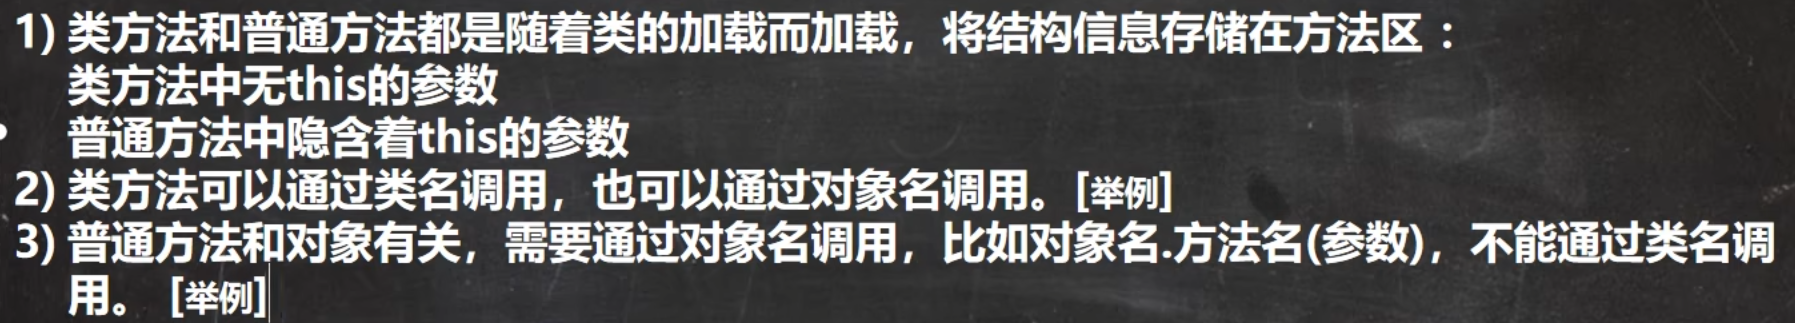 1) 类方法和普通方法都是随着类的加载而加载，将结构信息存储在方法区 ：
类方法中无this的参数
普通方法中隐含着this的参数
2) 类方法可以通过类名调用，也可以通过对象名调用。[举例]
3) 普通方法和对象有关，需要通过对象名调用，比如对象名.方法名(参数)，不能通过类名调
用。 [举例]